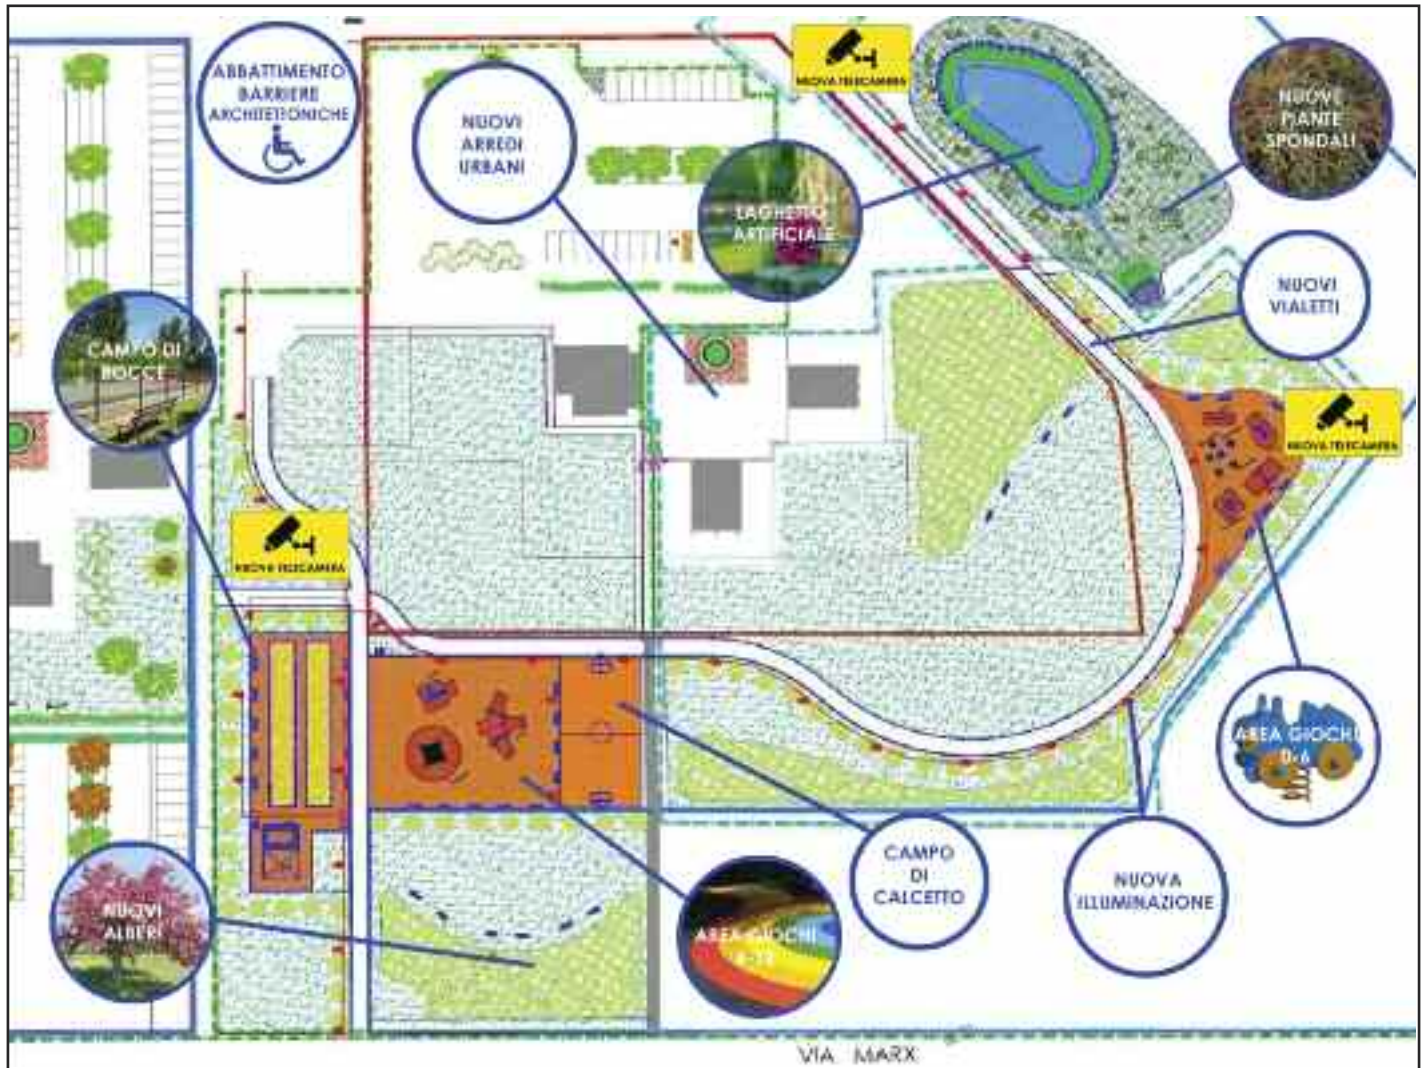 ABBATTIMENTO
BARRIERE
ARCHITETTONICHE
NUOVI
ARREDI
URBANI
NUOVA TELECAMERA
NUOVE
PIANTE
SPONDALI
LAGHETTO
ARTIFICIALE
NUOVI
VIALETTI
CAMPO DI
BOCCE
NUOVA TELECAMERA
NUOVA TELECAMERA
AREA GIOCHI
0-6
CAMPO
DI
CALCETTO
NUOVA
ILLUMINAZIONE
NUOVI
ALBERI
AREA GIOCHI
VIA MARX